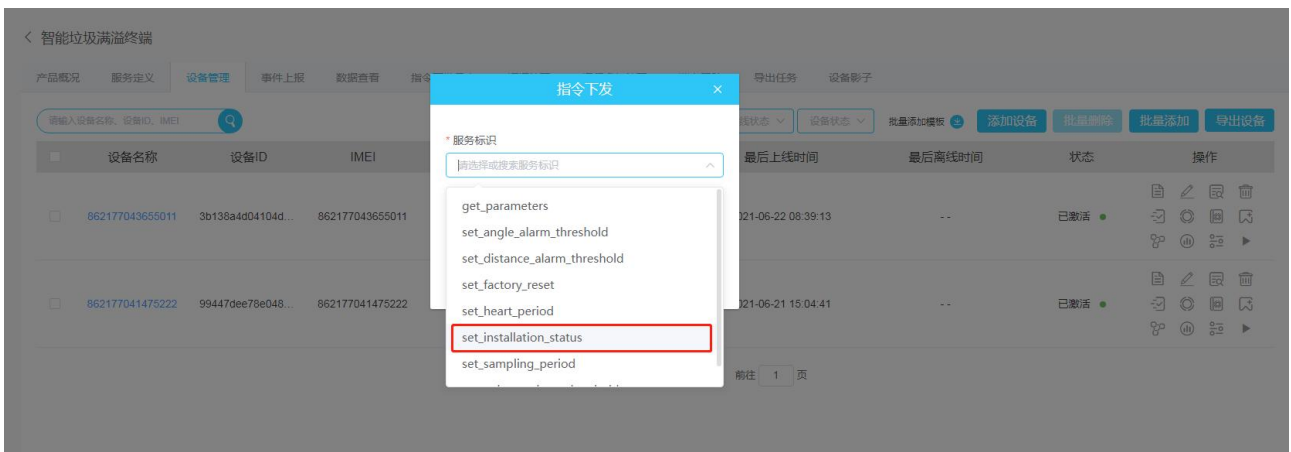 智能垃圾满溢终端
产品概况 服务定义 设备管理 事件上报 数据查看 导出任务 设备影子
指令下发
请输入设备名称、设备ID、IMEI
设备状态 批量添加模板 添加设备 批量删除 批量添加 导出设备
* 服务标识
请选择或搜索服务标识
设备名称 设备ID IMEI 最后上线时间 最后离线时间 状态 操作
862177043655011 3b138a4d04104d... 862177043655011 021-06-22 08:39:13 - - 已激活
862177041475222 99447dee78e048... 862177041475222 021-06-21 15:04:41 - - 已激活
get_parameters
set_angle_alarm_threshold
set_distance_alarm_threshold
set_factory_reset
set_heart_period
set_installation_status
set_sampling_period
前往 1 页